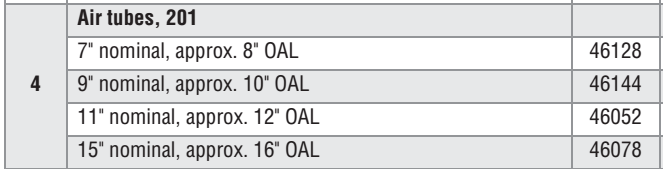 Air tubes, 201
7" nominal, approx. 8" OAL 46128
4 9" nominal, approx. 10" OAL 46144
11" nominal, approx. 12" OAL 46052
15" nominal, approx. 16" OAL 46078